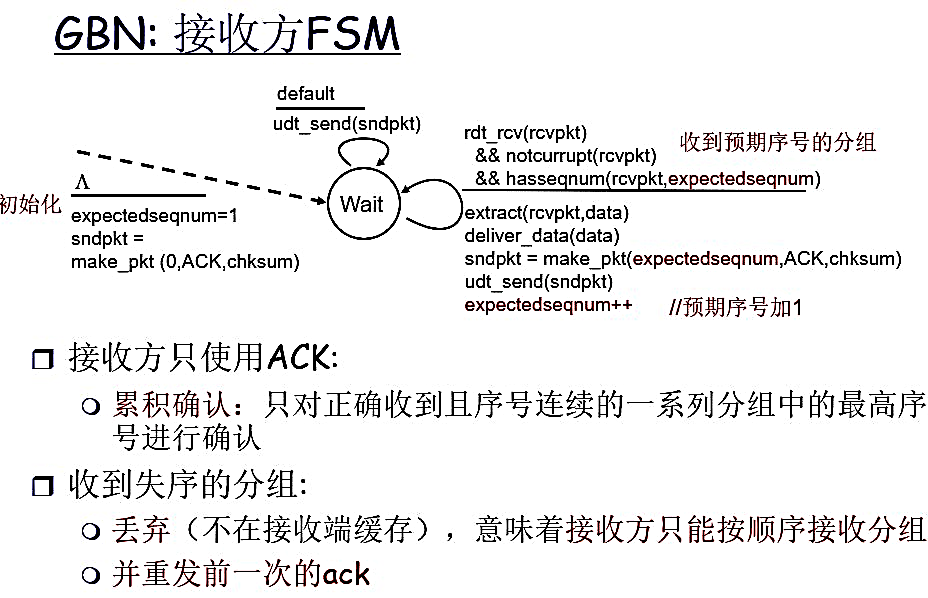 GBN: 接收方FSM
default
udt_send(sndpkt)
rdt_rcv(rcvpkt)
&& notcurrupt(rcvpkt)
&& hasseqnum(rcvpkt,expectedseqnum)
收到预期序号的分组
Λ
初始化
expectedseqnum=1
sndpkt =
make_pkt (0,ACK,chksum)
Wait
extract(rcvpkt,data)
deliver_data(data)
sndpkt = make_pkt(expectedseqnum,ACK,chksum)
udt_send(sndpkt)
expectedseqnum++ //预期序号加1
接收方只使用ACK:
累积确认：只对正确收到且序号连续的一系列分组中的最高序
号进行确认
收到失序的分组:
丢弃（不在接收端缓存），意味着接收方只能按顺序接收分组
并重发前一次的ack